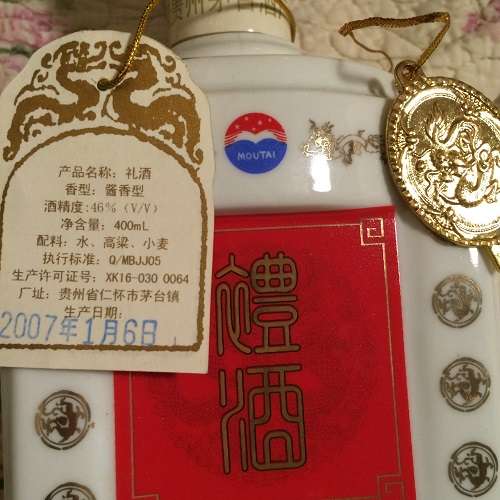 产品名称：礼酒
香型：酱香型
酒精度：46%（V/V）
净含量：400mL
配料：水、高粱、小麦
执行标准：Q/MBJJ05
生产许可证号：XK16-030 0064
厂址：贵州省仁怀市茅台镇
生产日期：
2007年1月6日
MOUTAI
禮酒